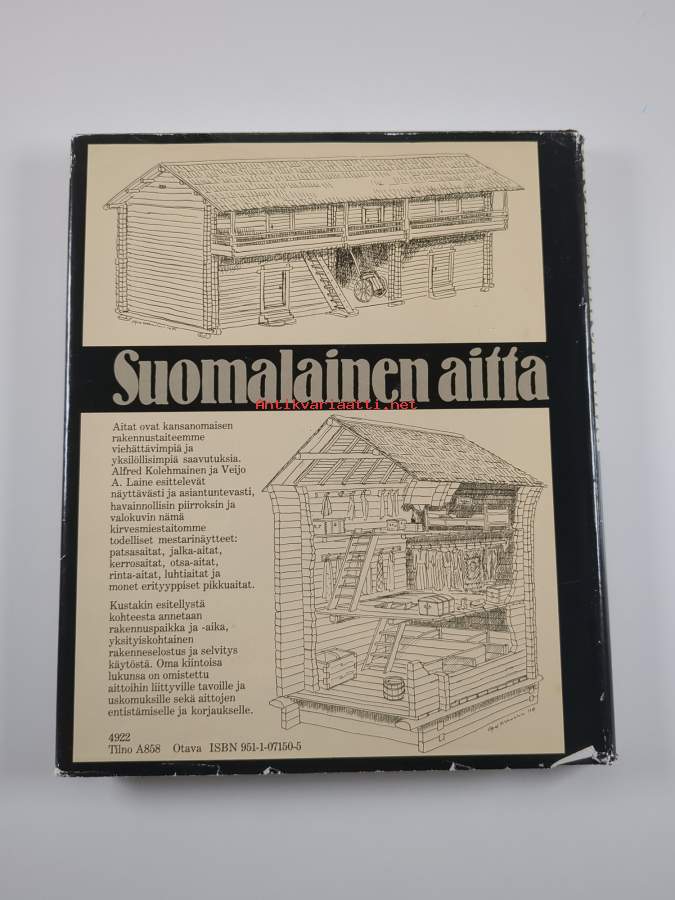 Suomalainen aitta
Antikvariaatti.net
Aitat ovat kansanomaisen
rakennustaiteemme
viehättävimpiä ja
yksilöllisimpiä saavutuksia.
Alfred Kolehmainen ja Veijo
A. Laine esittelevät
näyttävästi ja asiantuntevasti,
havainnollisin piirroksin ja
valokuvin nämä
kirvesmiestaitomme
todelliset mestarinäytteet:
patsasaitat, jalka-aitat,
kerrosaitat, otsa-aitat,
rinta-aitat, luhtiaitat ja
monet erityyppiset pikkuaitat.
Kustakin esitellystä
kohteesta annetaan
rakennuspaikka ja -aika,
yksityiskohtainen
rakenneselostus ja selvitys
käytöstä. Oma kiintoisa
lukunsa on omistettu
aittoihin liittyville tavoille ja
uskomuksille sekä aittojen
entistämiselle ja korjaukselle.
4922
Tilno A858 Otava ISBN 951-1-07150-5